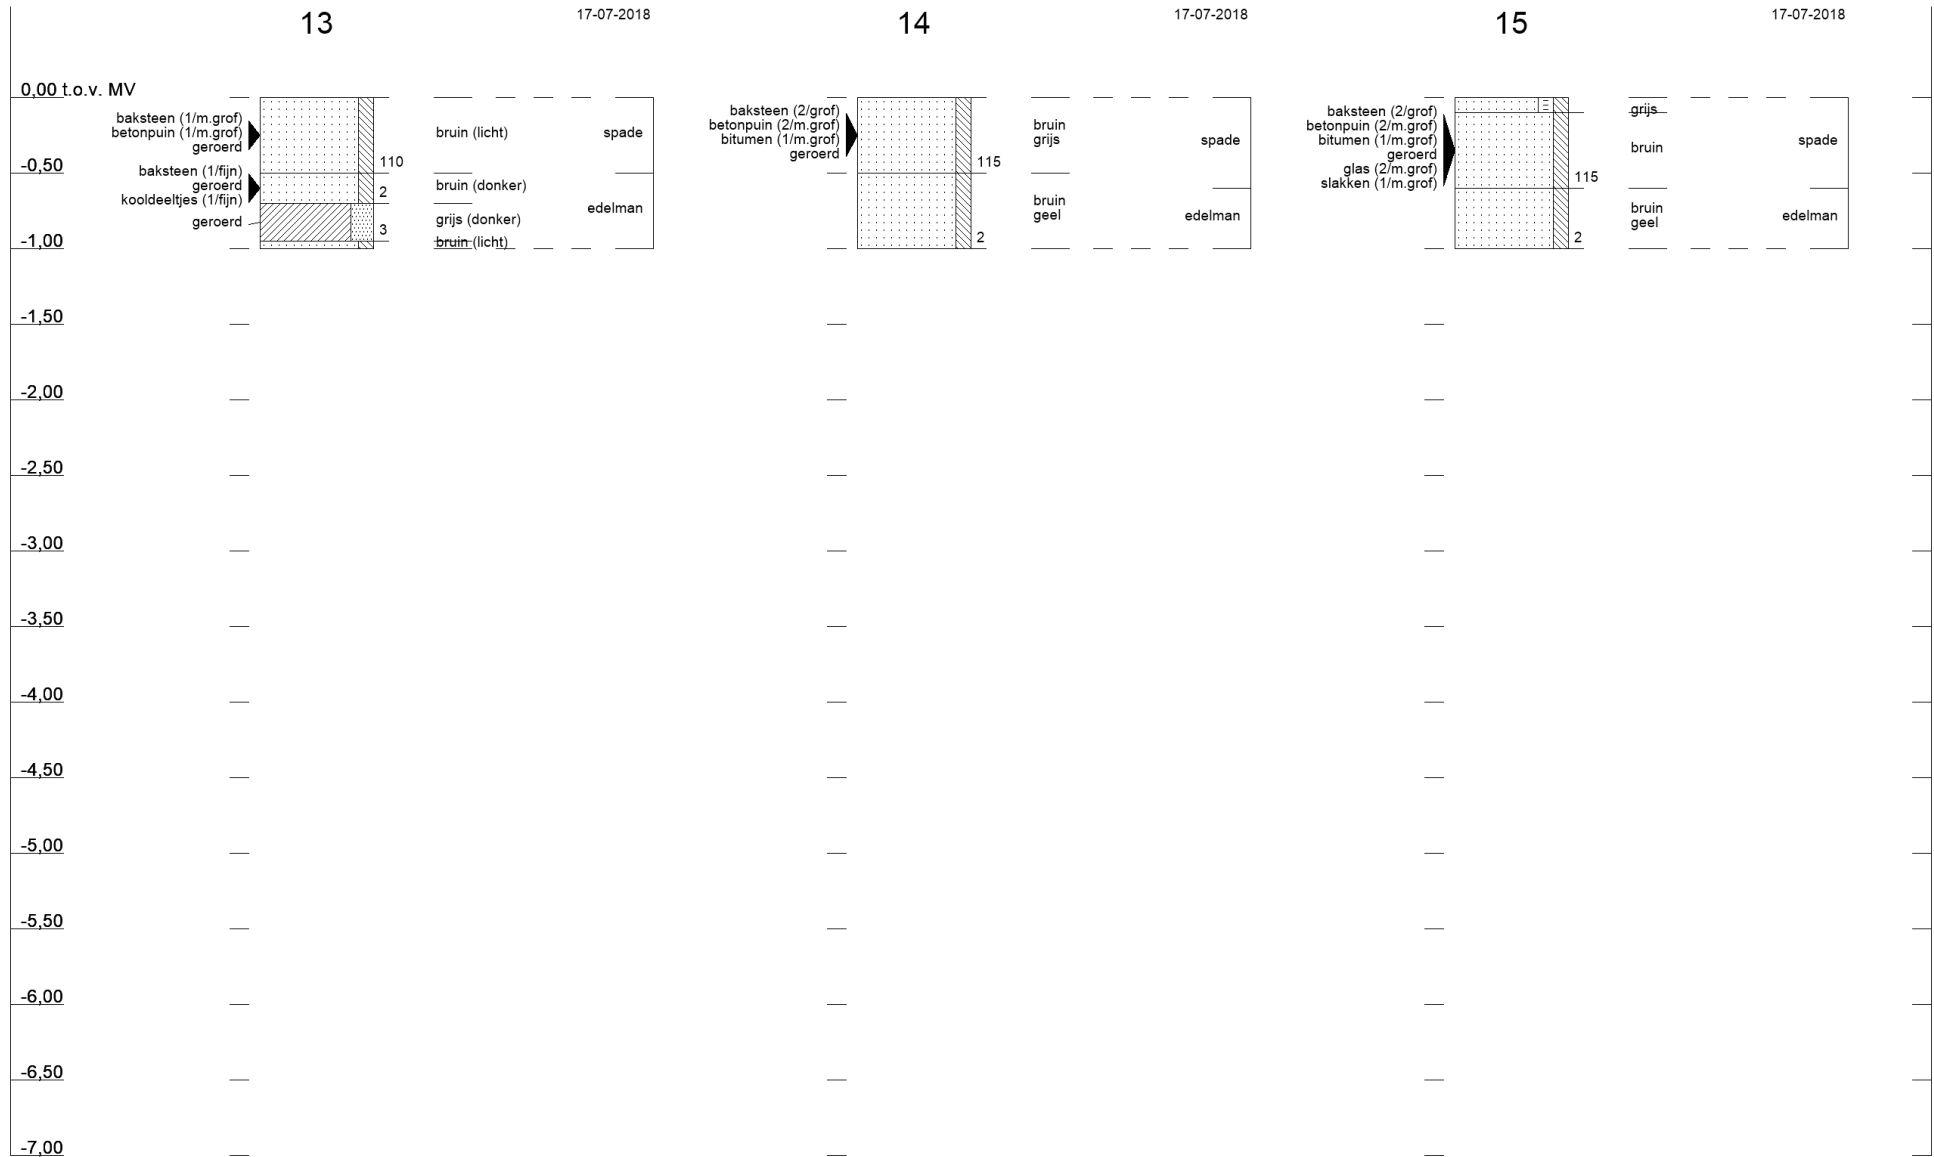 13
17-07-2018
14
17-07-2018
15
17-07-2018
0,00 t.o.v. MV
baksteen (1/m.grof)
betonpuin (1/m.grof)
geroerd
baksteen (1/fijn)
geroerd
kooldeeltjes (1/fijn)
geroerd
110
2
3
bruin (licht)
bruin (donker)
grijs (donker)
bruin (licht)
spade
edelman
baksteen (2/grof)
betonpuin (2/m.grof)
bitumen (1/m.grof)
geroerd
115
2
bruin
grijs
bruin
geel
spade
edelman
baksteen (2/grof)
betonpuin (2/m.grof)
bitumen (1/m.grof)
geroerd
glas (2/m.grof)
slakken (1/m.grof)
115
2
grijs
bruin
bruin
geel
spade
edelman
-0,50
-1,00
-1,50
-2,00
-2,50
-3,00
-3,50
-4,00
-4,50
-5,00
-5,50
-6,00
-6,50
-7,00